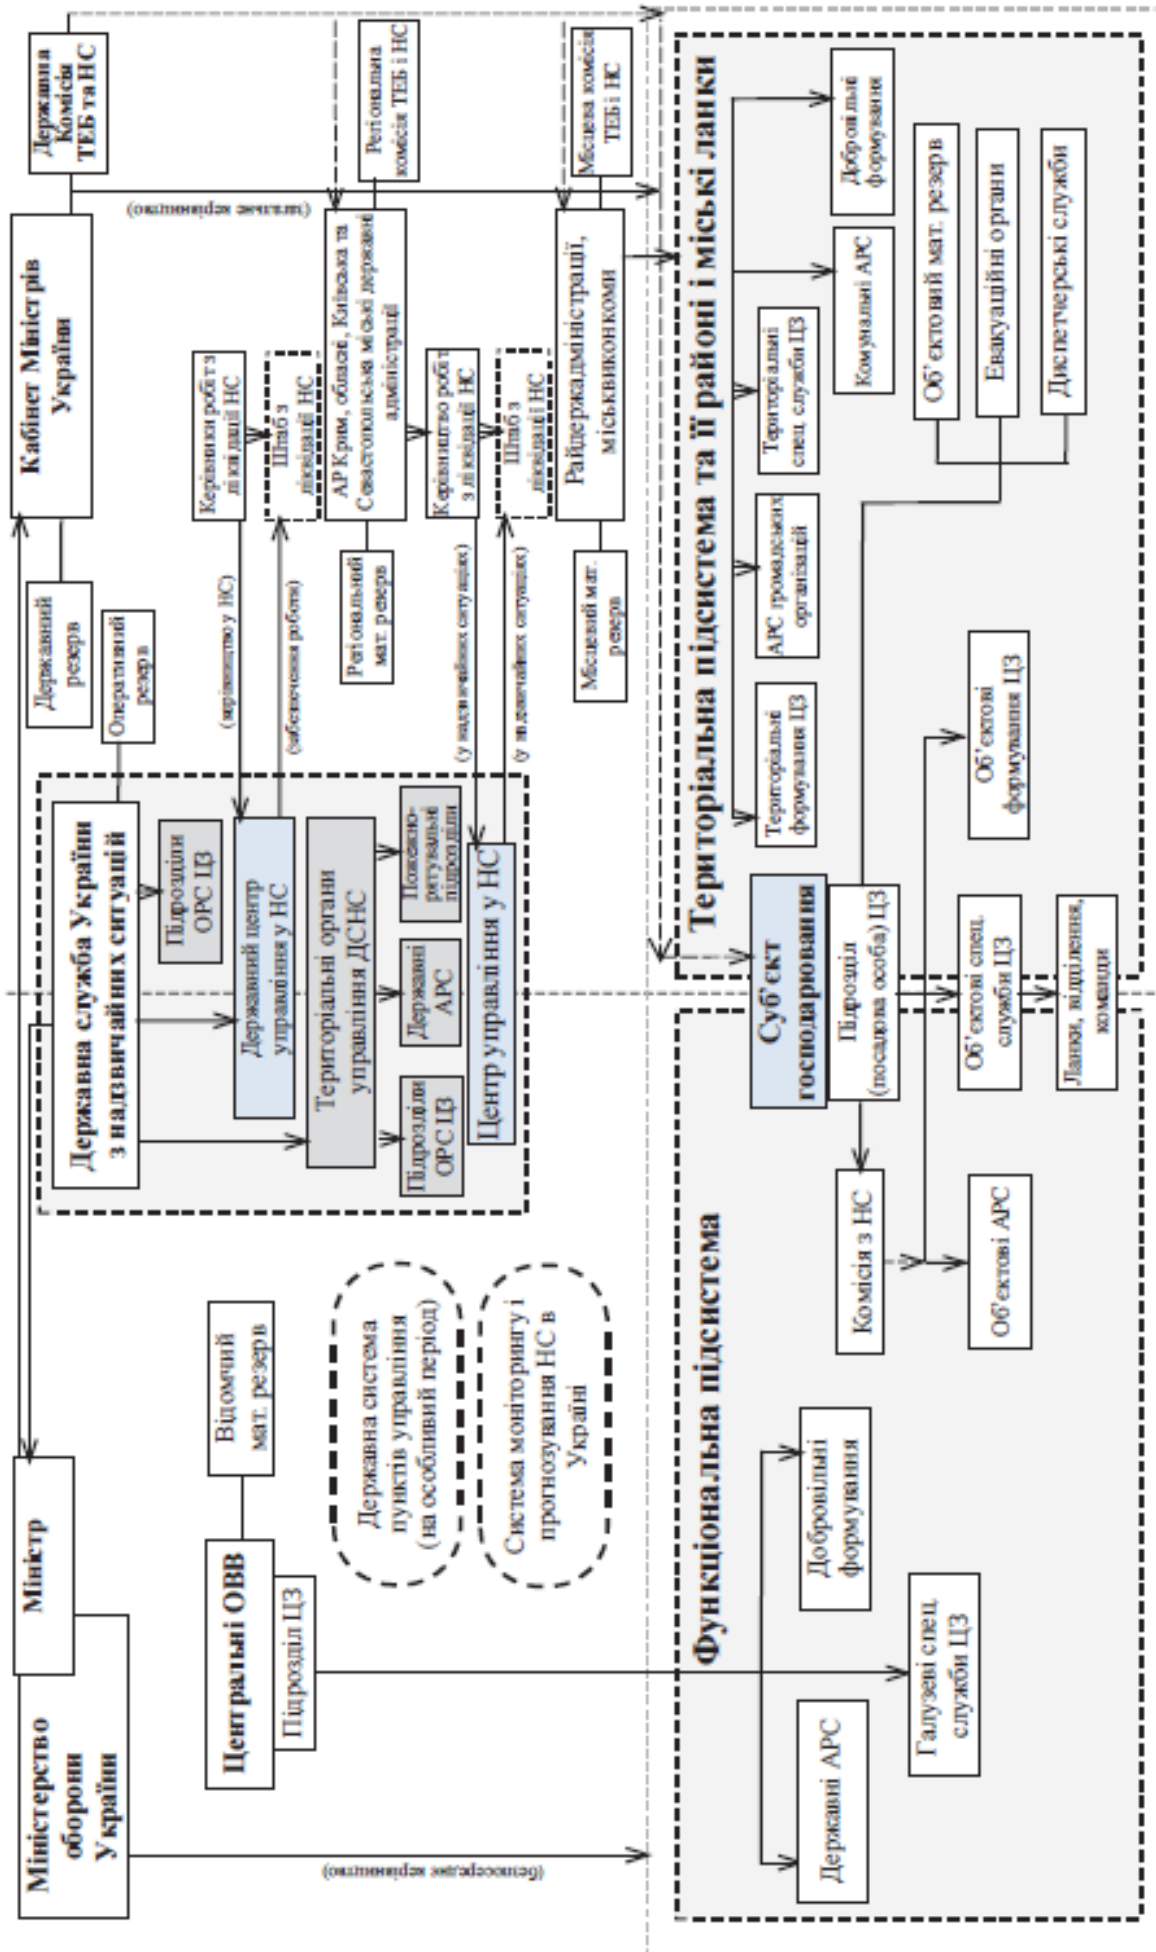 Міністерство
оборони
України
Міністр
Кабінет Міністрів
України
Державна
Комісія
ТЕБ та НС
Державний
резерв
Оперативний
резерв
Державна служба України
з надзвичайних ситуацій
Підрозділи
ОРС ЦЗ
Державний центр
управління у НС
Територіальні органи
управління ДСНС
Підрозділи
ОРС ЦЗ
Державні
АРС
Пожежно-
рятувальні
підрозділи
Центр управління у НС
(керівництво у НС)
(забезпечення роботи)
Керівники робіт з
ліквідації НС
Штаб з
ліквідації НС
(загальне керівництво)
Регіональний
мат. резерв
АР Крим, обласні, Київська та
Севастопольська міські державні
адміністрації
Регіональна
комісія ТЕБ і НС
(у надзвичайних ситуаціях)
(у надзвичайних ситуаціях)
Керівництво робіт
з ліквідації НС
Штаб з
ліквідації НС
Місцевий мат.
резерв
Райдержадміністрації,
міськвиконкоми
Місцева комісія
ТЕБ і НС
Центральні ОВВ
Підрозділ ЦЗ
Відомчий
мат. резерв
Державна система
пунктів управління
(на особливий період)
Система моніторингу і
прогнозування НС в
Україні
(безпосереднє керівництво)
Функціональна підсистема
Державні АРС
Добровільні
формування
Галузеві спец.
служби ЦЗ
Комісія з НС
Об’єктові АРС
Суб’єкт
господарювання
Підрозділ
(посадова особа) ЦЗ
Об’єктові спец.
служби ЦЗ
Ланки, відділення,
команди
Об’єктові
формування ЦЗ
Територіальна підсистема та її районі і міські ланки
Територіальні
формування ЦЗ
АРС громадських
організацій
Територіальні
спец. служби ЦЗ
Комунальні АРС
Добровільні
формування
Об’єктовий мат. резерв
Евакуаційні органи
Диспетчерські служби